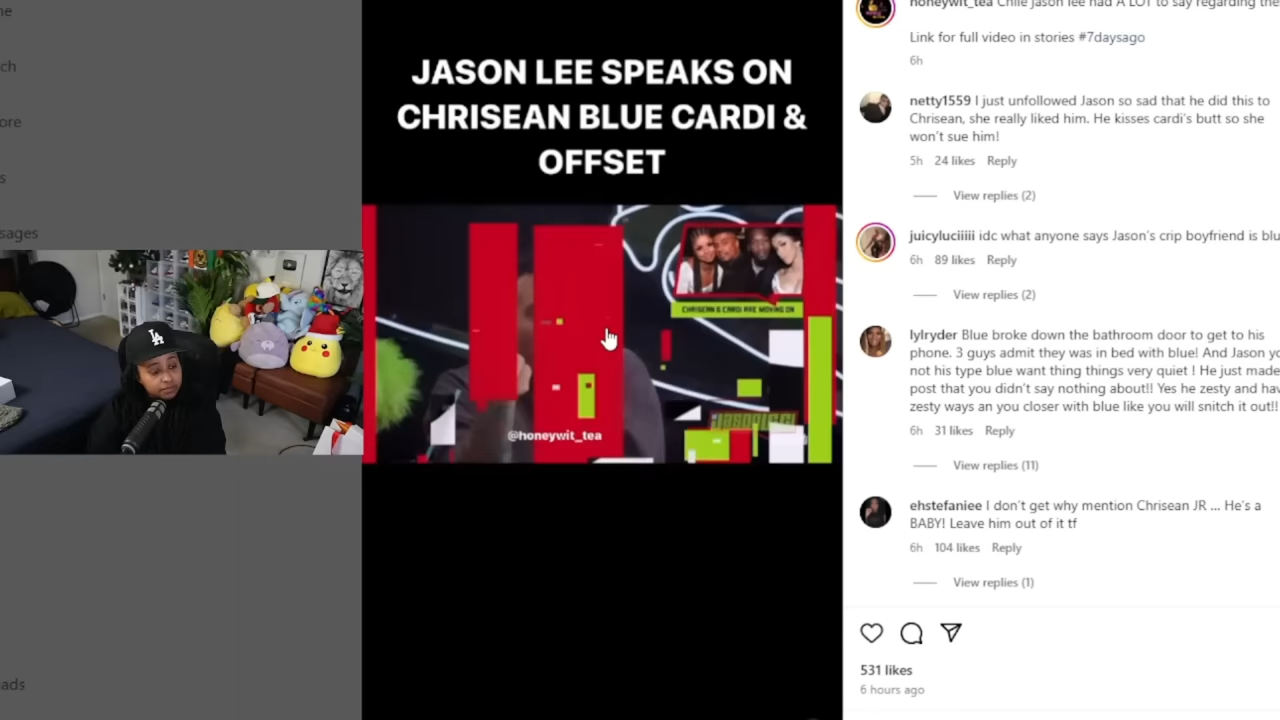 ne
ch
ore
s
sages
ads
LA
JASON LEE SPEAKS ON
CHRISEAN BLUE CARDI &
OFFSET
CHRISEAN & CARDI ARE MOVING ON
@honeywit_tea
honeywit_tea Chile jason lee had A LOT to say regarding the
Link for full video in stories #7daysago
6h
netty1559 I just unfollowed Jason so sad that he did this to
Chrisean, she really liked him. He kisses cardi's butt so she
won't sue him!
5h 24 likes Reply
View replies (2)
juicyluciiiii idc what anyone says Jason's crip boyfriend is blu
6h 89 likes Reply
View replies (2)
lylryder Blue broke down the bathroom door to get to his
phone. 3 guys admit they was in bed with blue! And Jason yo
not his type blue want thing things very quiet ! He just made
post that you didn't say nothing about!! Yes he zesty and hav
zesty ways an you closer with blue like you will snitch it out!!
6h 31 likes Reply
View replies (11)
ehstefaniee I don't get why mention Chrisean JR ... He's a
BABY! Leave him out of it tf
6h 104 likes Reply
View replies (1)
531 likes
6 hours ago